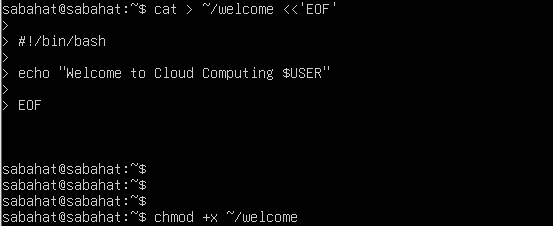 sabahat@sabahat:~$ cat > ~/welcome <<'EOF'
>
> #!/bin/bash
>
> echo "Welcome to Cloud Computing $USER"
>
> EOF
sabahat@sabahat:~$
sabahat@sabahat:~$
sabahat@sabahat:~$
sabahat@sabahat:~$ chmod +x ~/welcome